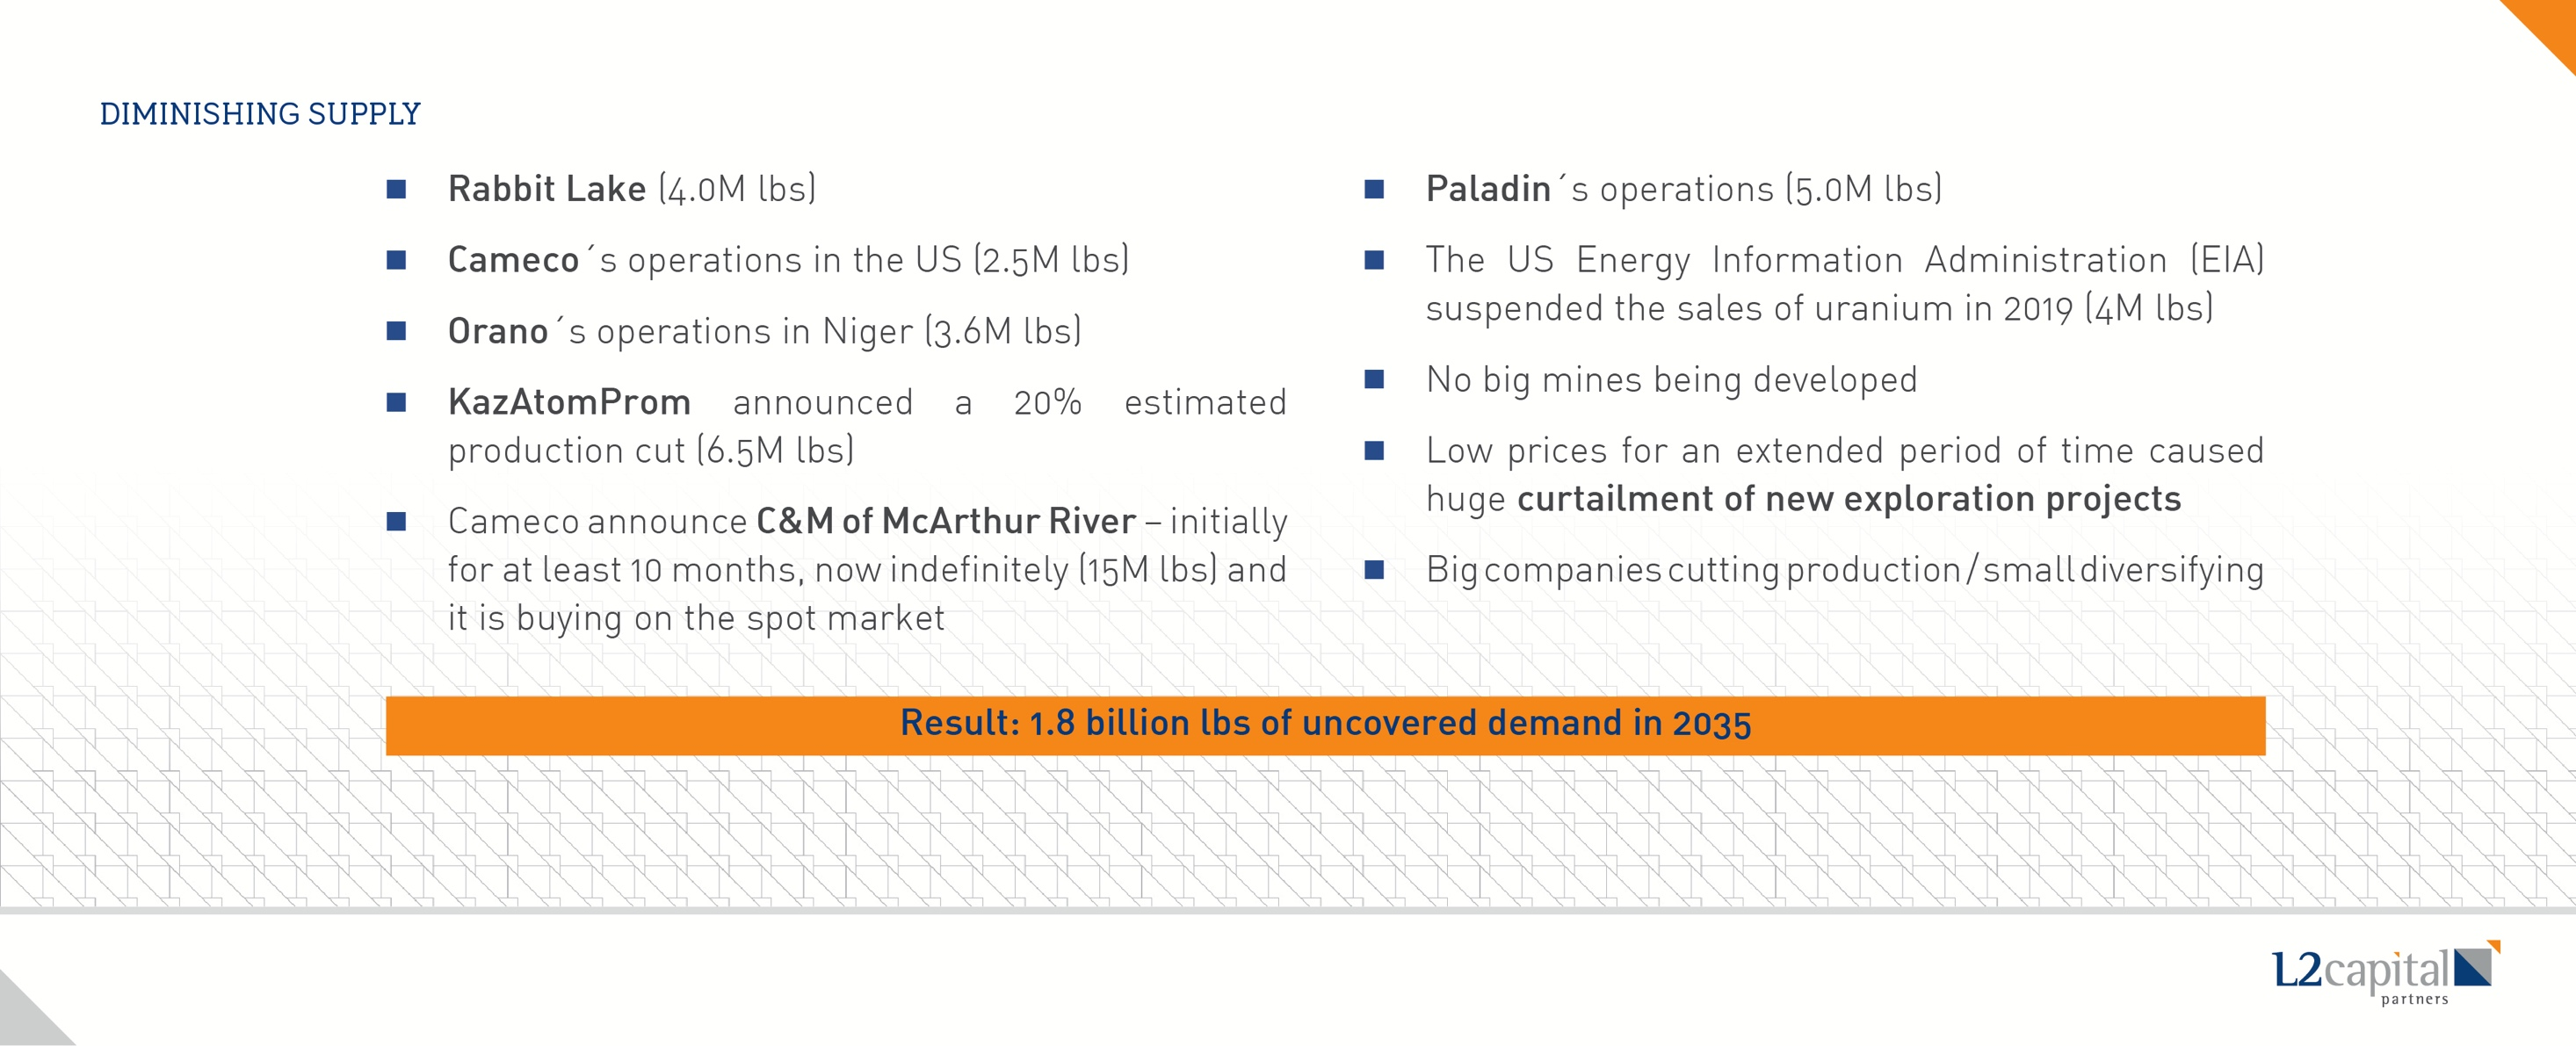 DIMINISHING SUPPLY
Rabbit Lake (4.0M lbs)
Cameco´s operations in the US (2.5M lbs)
Orano´s operations in Niger (3.6M lbs)
KazAtomProm announced a 20% estimated
production cut (6.5M lbs)
Cameco announce C&M of McArthur River – initially
for at least 10 months, now indefinitely (15M lbs) and
it is buying on the spot market
Paladin´s operations (5.0M lbs)
The US Energy Information Administration (EIA)
suspended the sales of uranium in 2019 (4M lbs)
No big mines being developed
Low prices for an extended period of time caused
huge curtailment of new exploration projects
Big companies cutting production / small diversifying
Result: 1.8 billion lbs of uncovered demand in 2035
L2capital
partners